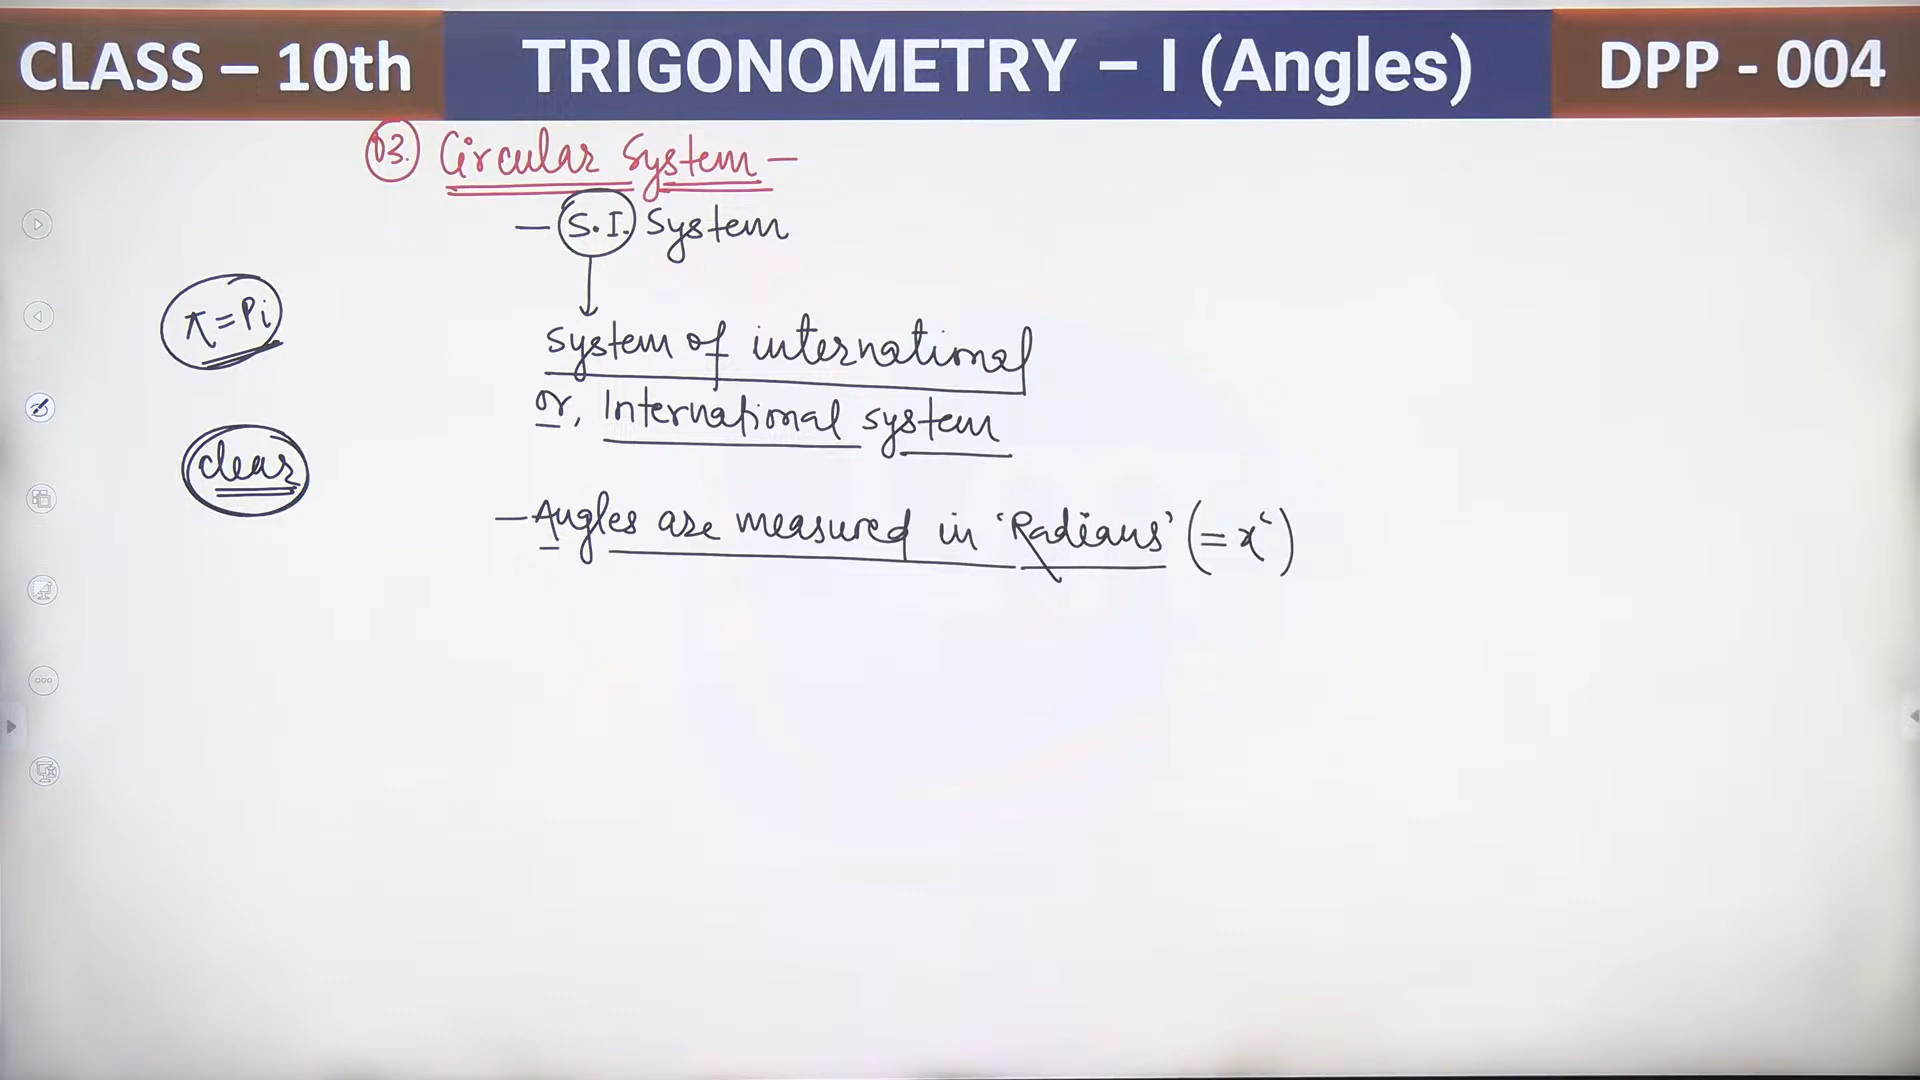 CLASS – 10th
TRIGONOMETRY – I (Angles)
DPP - 004
03. Circular System –
– S.I. System
π = Pi
system of international
or, International system
clear
– Angles are measured in 'Radians' (= xᶜ)